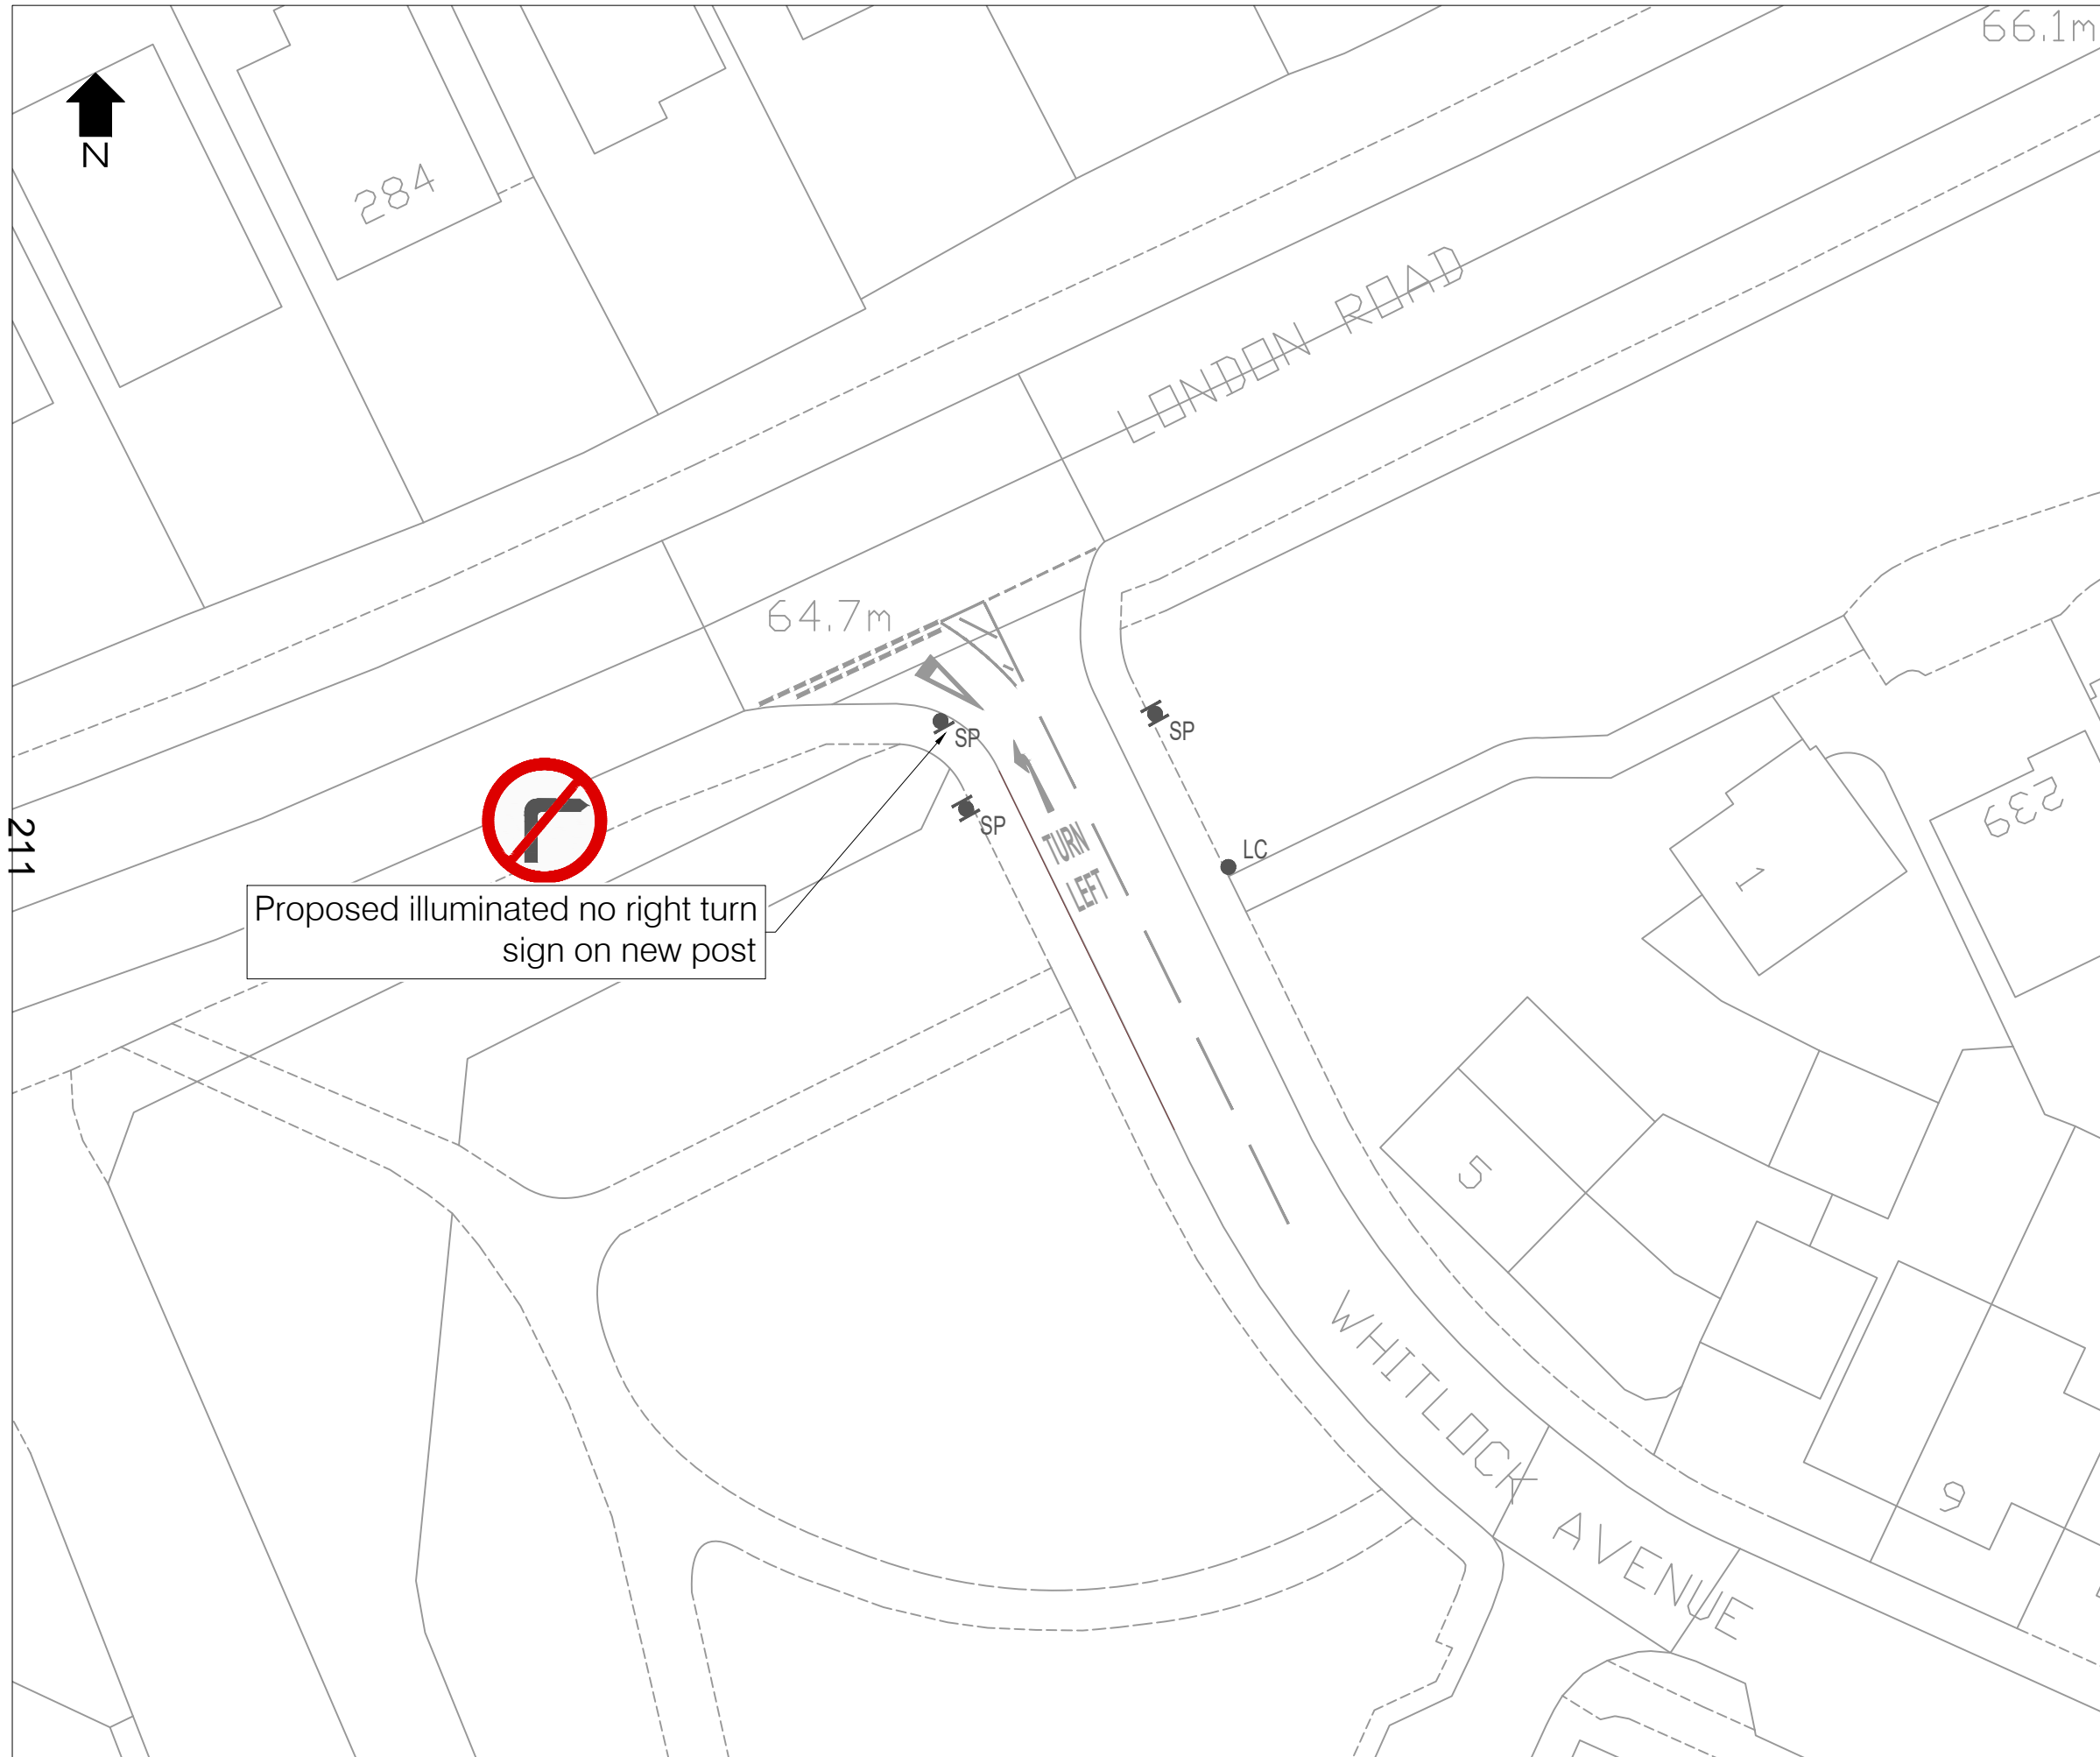 66.1m
N
284
LONDON ROAD
64.7m
SP
SP
SP
LC
TURN
LEFT
211
339
1
Proposed illuminated no right turn
sign on new post
5
WHITLOCK AVENUE
9